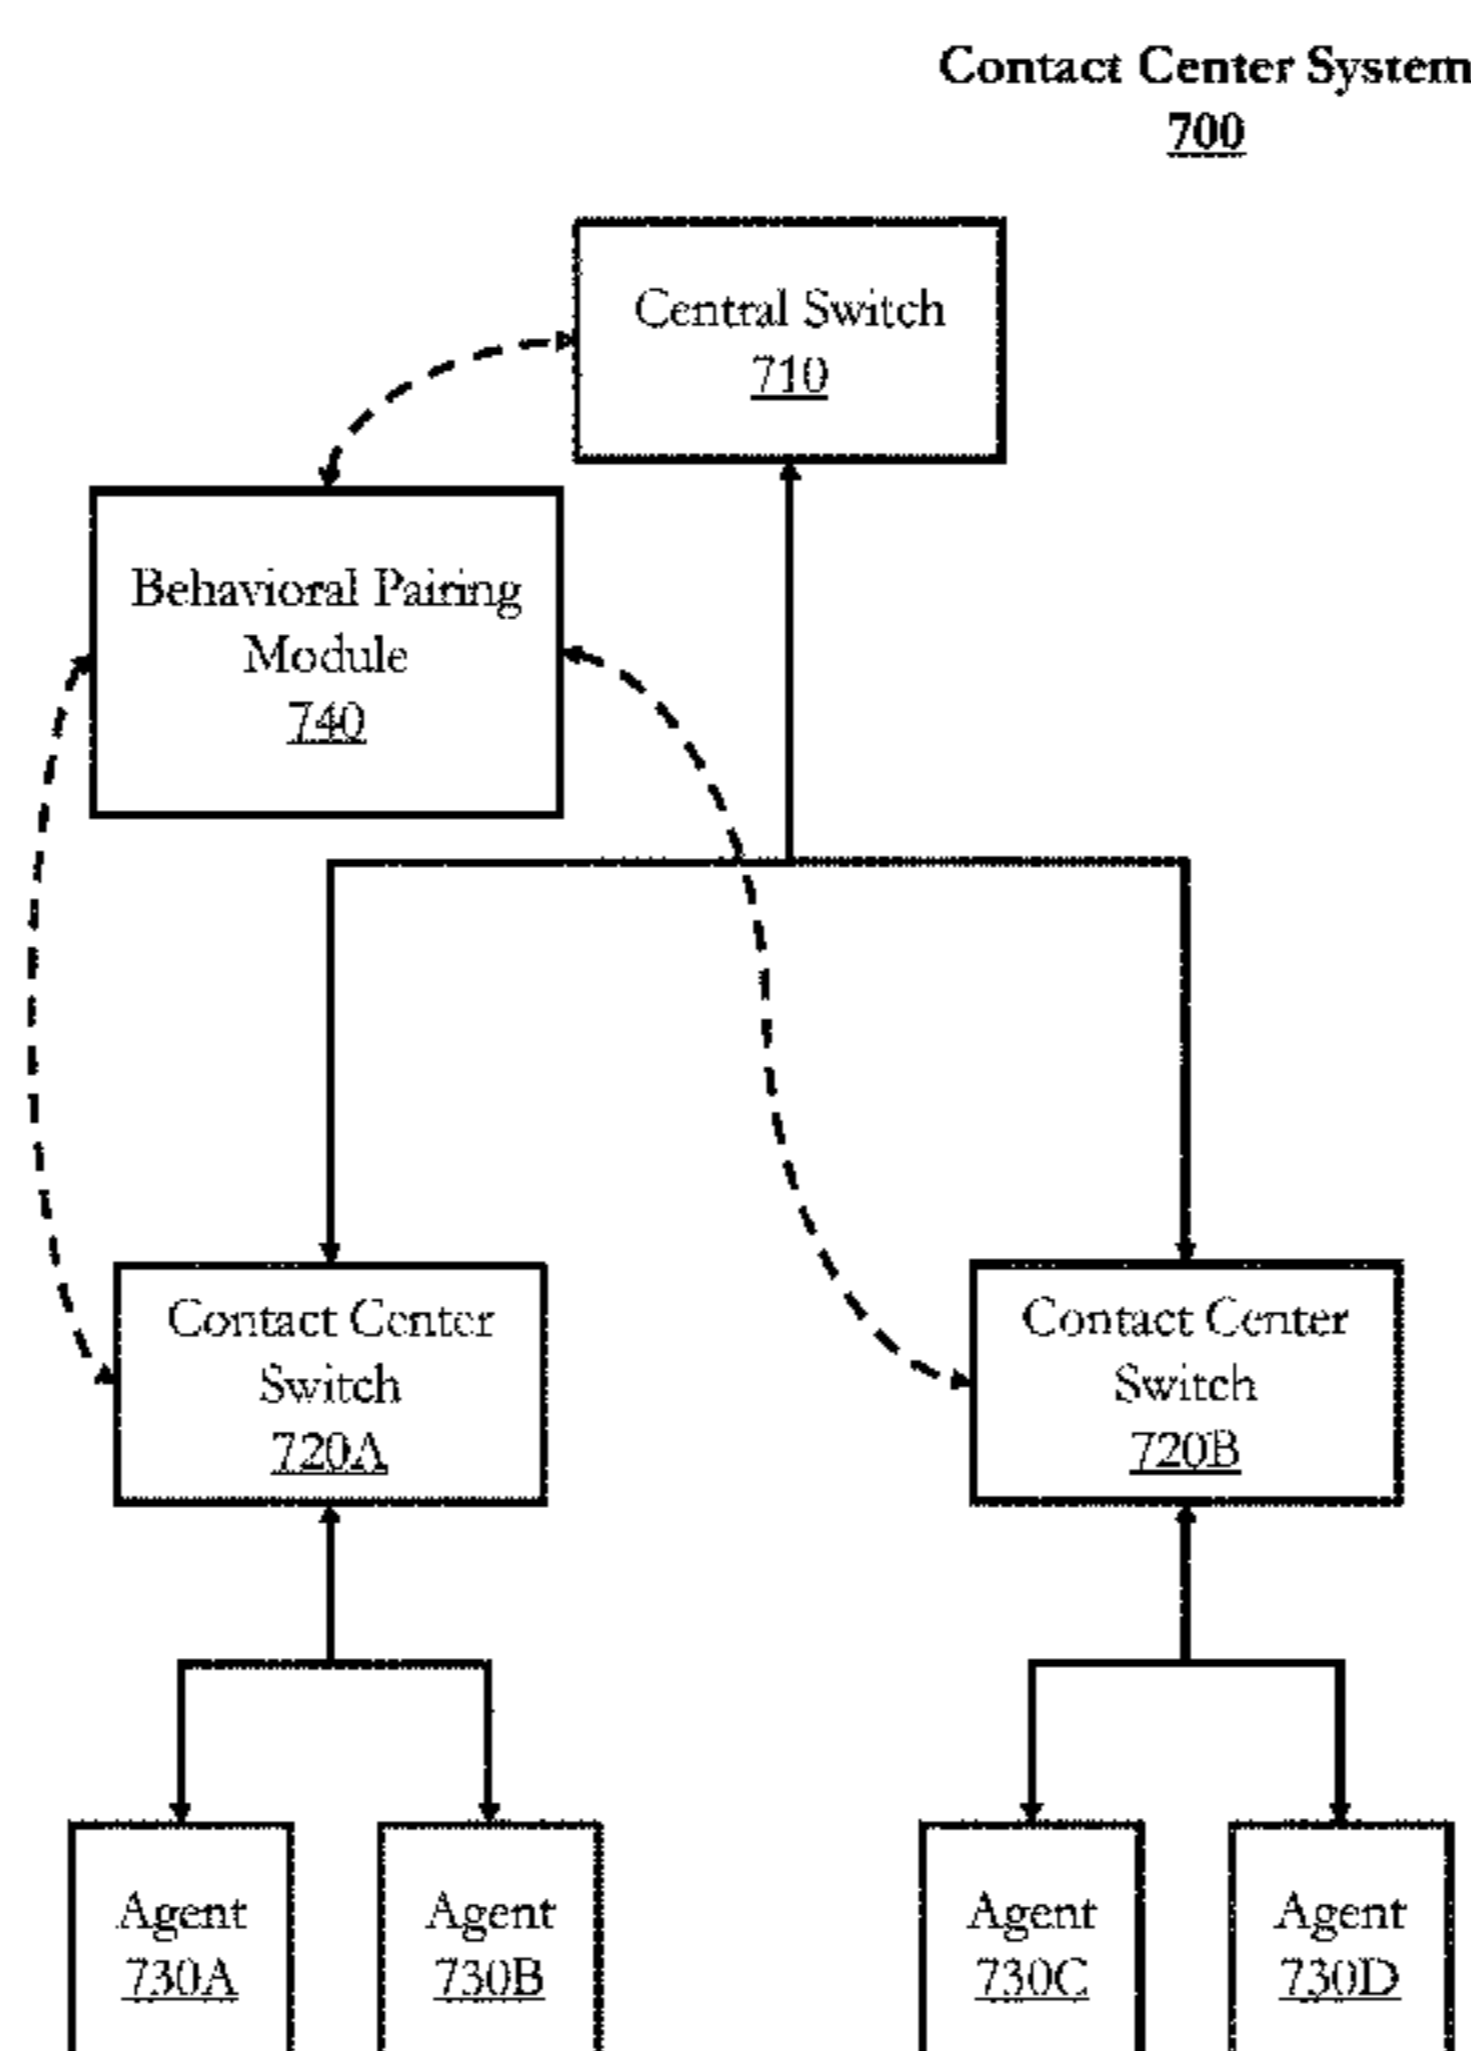 Contact Center System
700
Central Switch
710
Behavioral Pairing
Module
740
Contact Center
Switch
720A
Contact Center
Switch
720B
Agent
730A
Agent
730B
Agent
730C
Agent
730D